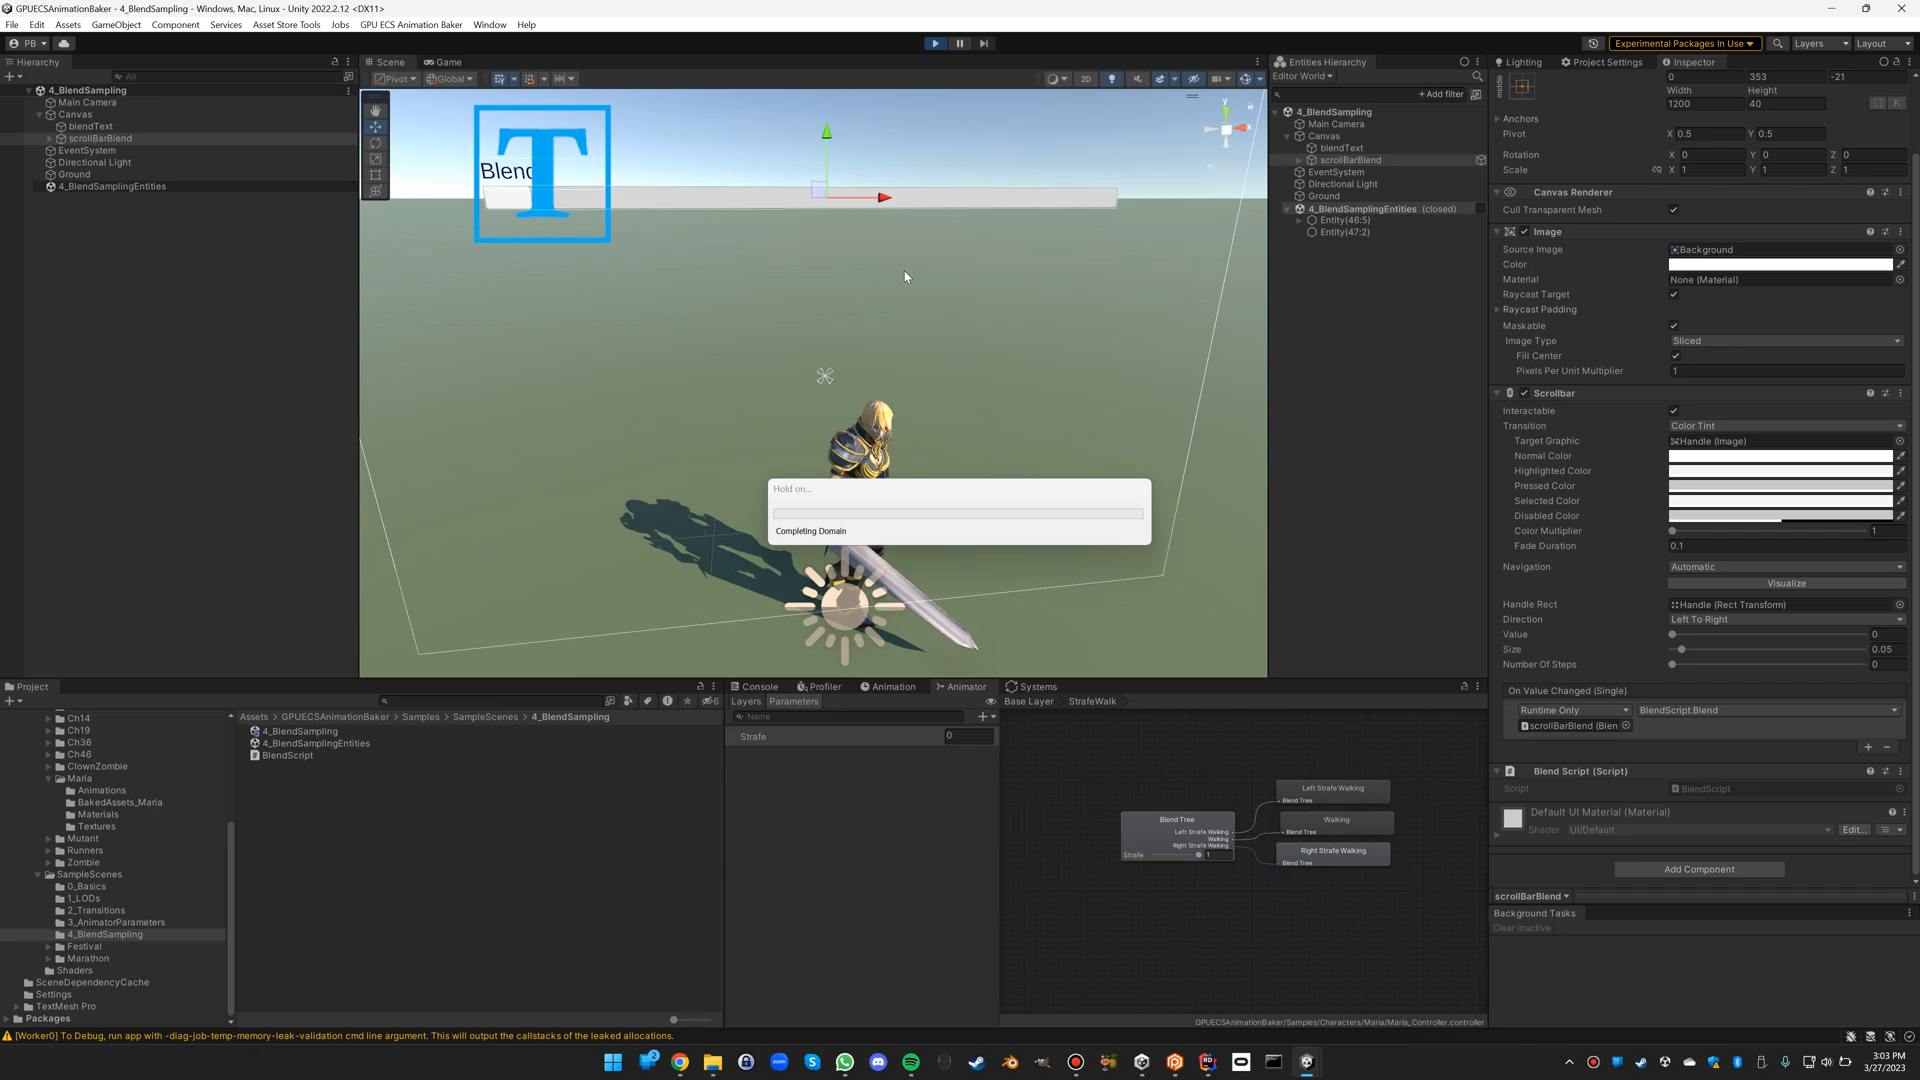 GPUECSAnimationBaker - 4_BlendSampling - Windows, Mac, Linux - Unity 2022.2.12 <DX11>
File Edit Assets GameObject Component Services Asset Store Tools Jobs GPU ECS Animation Baker Window Help
PB
Experimental Packages In Use
Layers
Layout
Hierarchy
All
4_BlendSampling
Main Camera
Canvas
blendText
scrollBarBlend
EventSystem
Directional Light
Ground
4_BlendSamplingEntities
Scene
Game
Pivot
Global
2D
y
Blend
T
Hold on...
Completing Domain
Entities Hierarchy
Editor World
Add filter
4_BlendSampling
Main Camera
Canvas
blendText
scrollBarBlend
EventSystem
Directional Light
Ground
4_BlendSamplingEntities (closed)
Entity(46:5)
Entity(47:2)
Lighting
Project Settings
Inspector
middle
0 353 -21
Width Height
1200 40
R
Anchors
Pivot X 0.5 Y 0.5
Rotation X 0 Y 0 Z 0
Scale X 1 Y 1 Z 1
Canvas Renderer
Cull Transparent Mesh
Image
Source Image Background
Color
Material None (Material)
Raycast Target
Raycast Padding
Maskable
Image Type Sliced
Fill Center
Pixels Per Unit Multiplier 1
Scrollbar
Interactable
Transition Color Tint
Target Graphic Handle (Image)
Normal Color
Highlighted Color
Pressed Color
Selected Color
Disabled Color
Color Multiplier 1
Fade Duration 0.1
Navigation Automatic
Visualize
Handle Rect Handle (Rect Transform)
Direction Left To Right
Value 0
Size 0.05
Number Of Steps 0
On Value Changed (Single)
Runtime Only BlendScript.Blend
scrollBarBlend (Blen
Blend Script (Script)
Script BlendScript
Default UI Material (Material)
Shader UI/Default Edit...
Add Component
scrollBarBlend
Background Tasks
Clear inactive
Project
6
Ch14
Ch19
Ch36
Ch46
ClownZombie
Maria
Animations
BakedAssets_Maria
Materials
Textures
Mutant
Runners
Zombie
SampleScenes
0_Basics
1_LODs
2_Transitions
3_AnimatorParameters
4_BlendSampling
Festival
Marathon
Shaders
SceneDependencyCache
Settings
TextMesh Pro
Packages
Assets > GPUECSAnimationBaker > Samples > SampleScenes > 4_BlendSampling
4_BlendSampling
4_BlendSamplingEntities
BlendScript
Console
Profiler
Animation
Animator
Systems
Layers Parameters
Name
Strafe 0
Base Layer StrafeWalk
Blend Tree
Left Strafe Walking
Walking
Right Strafe Walking
Strafe 1
Left Strafe Walking
Blend Tree
Walking
Blend Tree
Right Strafe Walking
Blend Tree
GPUECSAnimationBaker/Samples/Characters/Maria/Maria_Controller.controller
[Worker0] To Debug, run app with -diag-job-temp-memory-leak-validation cmd line argument. This will output the callstacks of the leaked allocations.
2
3:03 PM
3/27/2023